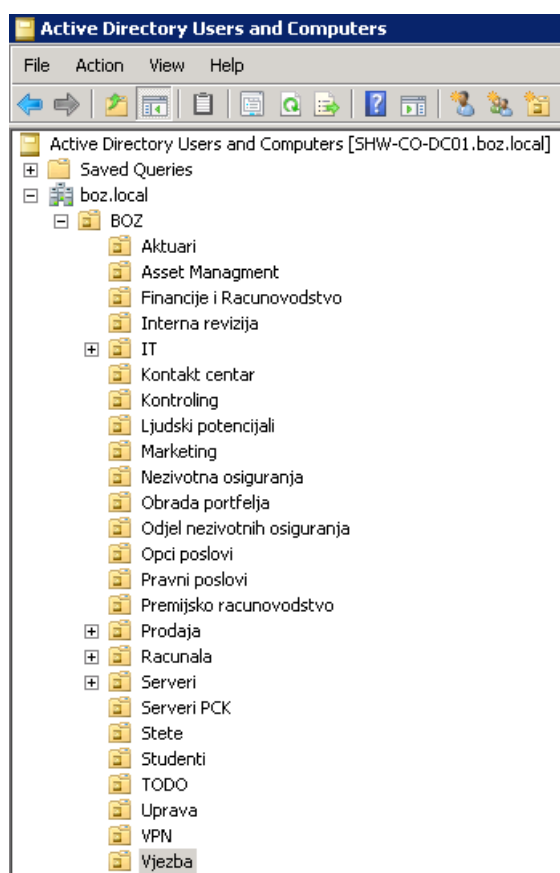 Active Directory Users and Computers
File Action View Help
Active Directory Users and Computers [SHW-CO-DC01.boz.local]
Saved Queries
boz.local
BOZ
Aktuari
Asset Managment
Financije i Racunovodstvo
Interna revizija
IT
Kontakt centar
Kontroling
Ljudski potencijali
Marketing
Nezivotna osiguranja
Obrada portfelja
Odjel nezivotnih osiguranja
Opci poslovi
Pravni poslovi
Premijsko racunovodstvo
Prodaja
Racunala
Serveri
Serveri PCK
Stete
Studenti
TODO
Uprava
VPN
Vjezba